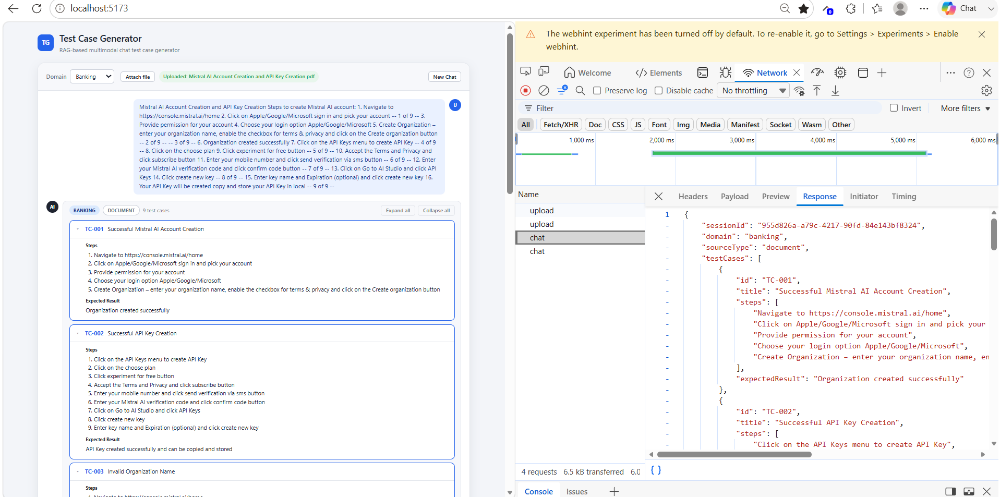 localhost:5173
0
Chat
TG
Test Case Generator
RAG-based multimodal chat test case generator
Domain
Banking
Attach file
Uploaded: Mistral AI Account Creation and API Key Creation.pdf
New Chat
Mistral AI Account Creation and API Key Creation Steps to create Mistral AI account: 1. Navigate to
https://console.mistral.ai/home 2. Click on Apple/Google/Microsoft sign in and pick your account -- 1 of 9 -- 3.
Provide permission for your account 4. Choose your login option Apple/Google/Microsoft 5. Create Organization –
enter your organization name, enable the checkbox for terms & privacy and click on the Create organization button
-- 2 of 9 -- -- 3 of 9 -- 6. Organization created successfully 7. Click on the API Keys menu to create API Key -- 4 of 9
-- 8. Click on the choose plan 9. Click experiment for free button -- 5 of 9 -- 10. Accept the Terms and Privacy and
click subscribe button 11. Enter your mobile number and click send verification via sms button -- 6 of 9 -- 12. Enter
your Mistral AI verification code and click confirm code button -- 7 of 9 -- 13. Click on Go to AI Studio and click API
Keys 14. Click create new key -- 8 of 9 -- 15. Enter key name and Expiration (optional) and click create new key 16.
Your API Key will be created copy and store your API Key in local -- 9 of 9 --
U
AI
BANKING
DOCUMENT
9 test cases
Expand all
Collapse all
TC-001 Successful Mistral AI Account Creation
Steps
1. Navigate to https://console.mistral.ai/home
2. Click on Apple/Google/Microsoft sign in and pick your account
3. Provide permission for your account
4. Choose your login option Apple/Google/Microsoft
5. Create Organization – enter your organization name, enable the checkbox for terms & privacy and click on the Create organization button
Expected Result
Organization created successfully
TC-002 Successful API Key Creation
Steps
1. Click on the API Keys menu to create API Key
2. Click on the choose plan
3. Click experiment for free button
4. Accept the Terms and Privacy and click subscribe button
5. Enter your mobile number and click send verification via sms button
6. Enter your Mistral AI verification code and click confirm code button
7. Click on Go to AI Studio and click API Keys
8. Click create new key
9. Enter key name and Expiration (optional) and click create new key
Expected Result
API Key created successfully and can be copied and stored
TC-003 Invalid Organization Name
Steps
1. Navigate to https://console.mistral.ai/home
The webhint experiment has been turned off by default. To re-enable it, go to Settings > Experiments > Enable
webhint.
Welcome
Elements
Network
Preserve log
Disable cache
No throttling
Filter
Invert
More filters
All
Fetch/XHR
Doc
CSS
JS
Font
Img
Media
Manifest
Socket
Wasm
Other
1,000 ms
2,000 ms
3,000 ms
4,000 ms
5,000 ms
6,000 ms
Name
upload
upload
chat
chat
Headers
Payload
Preview
Response
Initiator
Timing
1 {
- "sessionId": "955d826a-a79c-4217-90fd-84e143bf8324",
- "domain": "banking",
- "sourceType": "document",
- "testCases": [
- {
- "id": "TC-001",
- "title": "Successful Mistral AI Account Creation",
- "steps": [
- "Navigate to https://console.mistral.ai/home",
- "Click on Apple/Google/Microsoft sign in and pick your
- "Provide permission for your account",
- "Choose your login option Apple/Google/Microsoft",
- "Create Organization – enter your organization name, en
- ],
- "expectedResult": "Organization created successfully"
- },
- {
- "id": "TC-002",
- "title": "Successful API Key Creation",
- "steps": [
- "Click on the API Keys menu to create API Key",
4 requests
6.5 kB transferred
6.0
{ }
Console
Issues